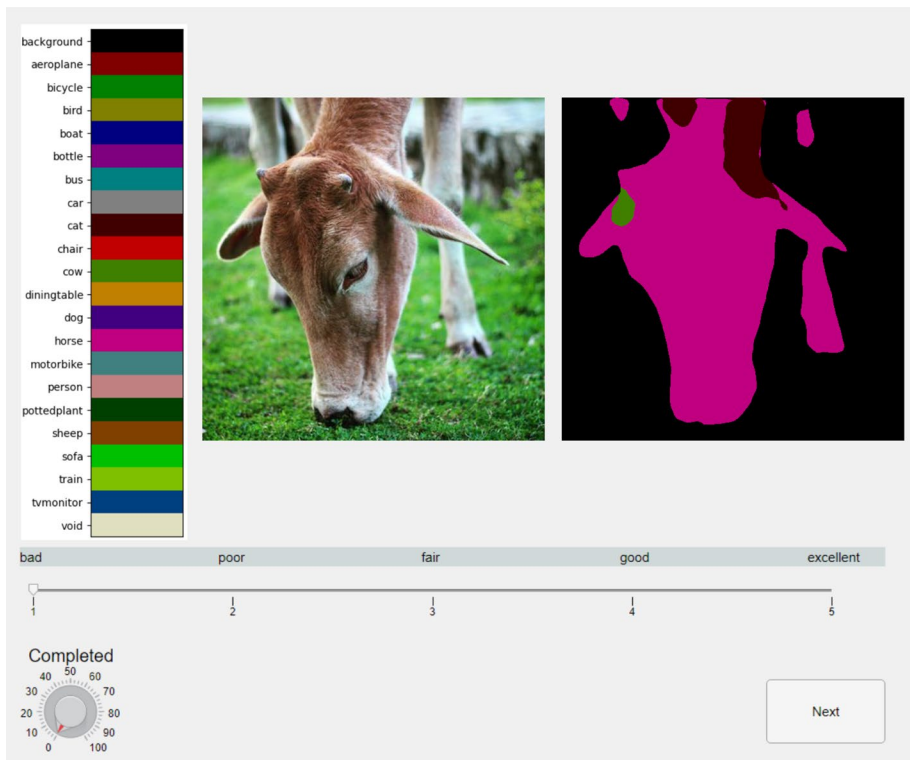 background
aeroplane
bicycle
bird
boat
bottle
bus
car
cat
chair
cow
diningtable
dog
horse
motorbike
person
pottedplant
sheep
sofa
train
tvmonitor
void
bad poor fair good excellent
1 2 3 4 5
Completed
0 10 20 30 40 50 60 70 80 90 100
Next